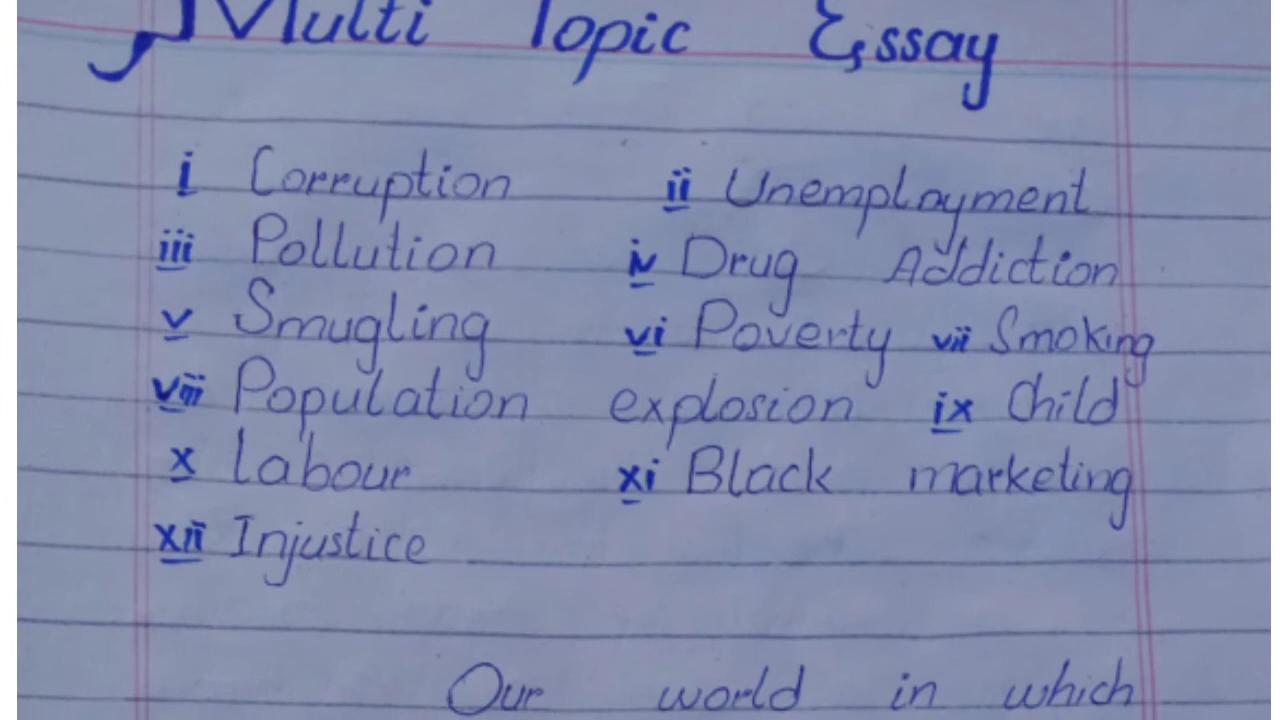 Multi Topic Essay
i Corruption ii Unemployment
iii Pollution iv Drug Addiction
v Smugling vi Poverty vii Smoking
viii Population explosion ix Child
x labour xi Black marketing
xii Injustice
Our world in which